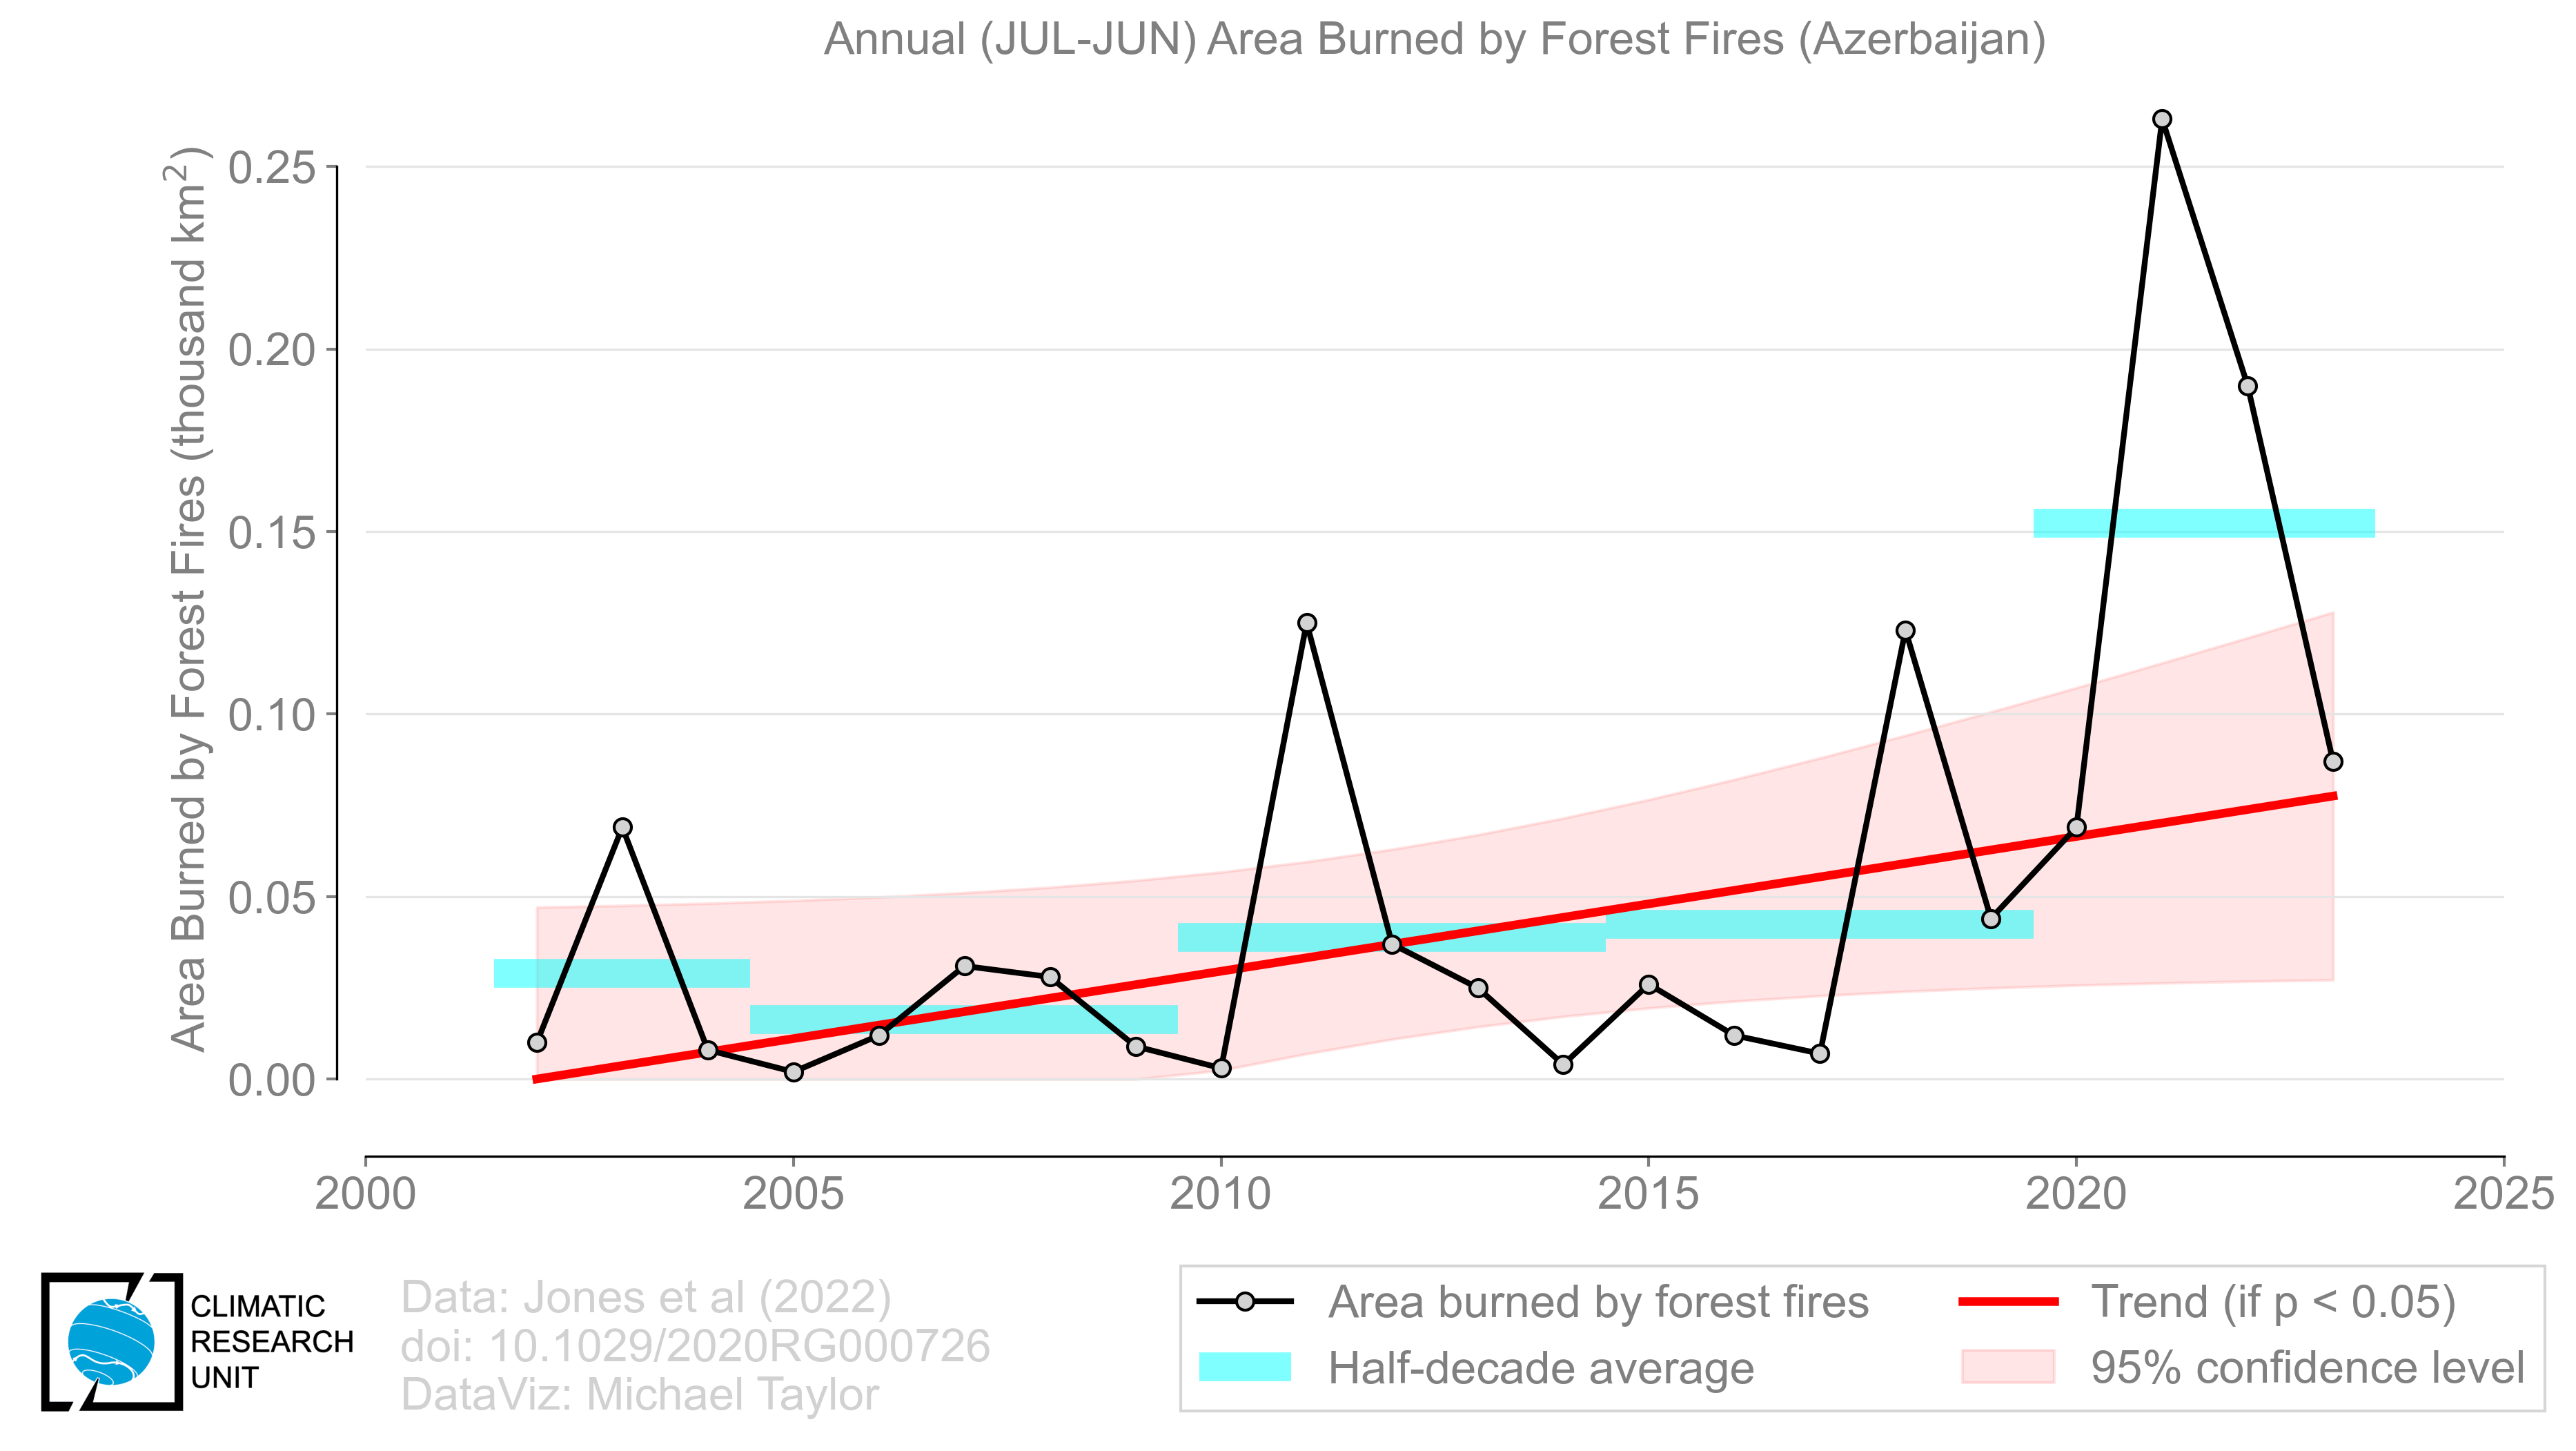 Annual (JUL-JUN) Area Burned by Forest Fires (Azerbaijan)
Area Burned by Forest Fires (thousand km²)
0.25
0.20
0.15
0.10
0.05
0.00
2000 2005 2010 2015 2020 2025
CLIMATIC
RESEARCH
UNIT
Data: Jones et al (2022)
doi: 10.1029/2020RG000726
DataViz: Michael Taylor
Area burned by forest fires
Half-decade average
Trend (if p < 0.05)
95% confidence level